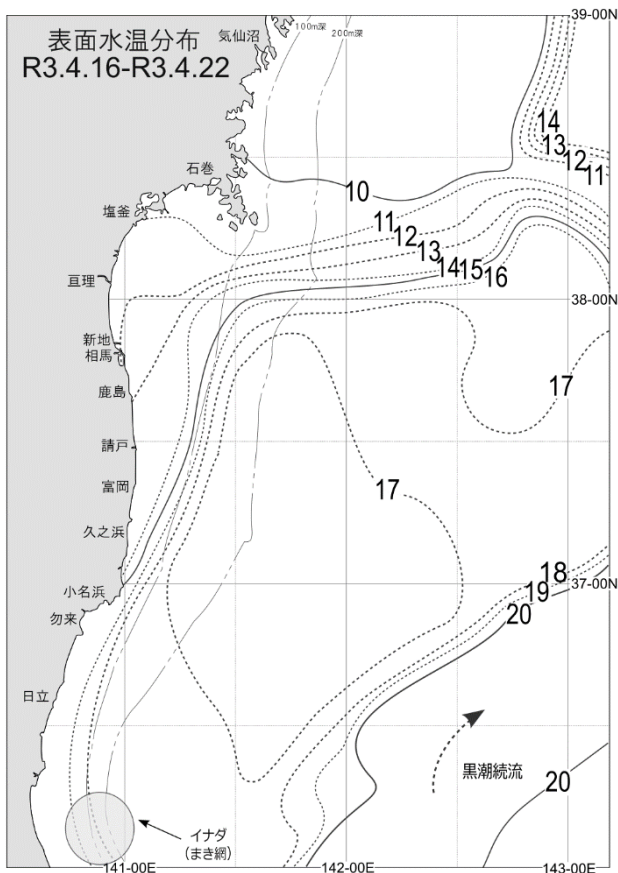 表面水温分布
R3.4.16-R3.4.22
気仙沼
100m深
200m深
39-00N
石巻
塩釜
亘理
新地
相馬
鹿島
請戸
富岡
久之浜
小名浜
勿来
日立
14
13
12
11
10
11
12
13
14
15
16
38-00N
17
17
18
19
20
37-00N
黒潮続流
20
イナダ
(まき網)
141-00E
142-00E
143-00E